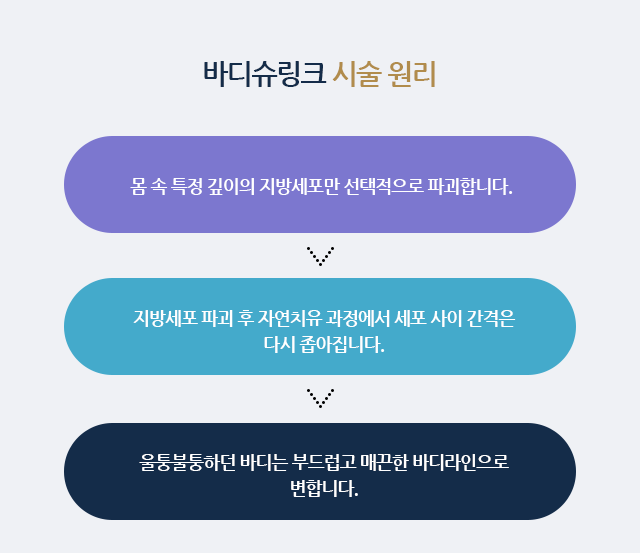 바디슈링크 시술 원리
몸 속 특정 깊이의 지방세포만 선택적으로 파괴합니다.
지방세포 파괴 후 자연치유 과정에서 세포 사이 간격은
다시 좁아집니다.
울퉁불퉁하던 바디는 부드럽고 매끈한 바디라인으로
변합니다.